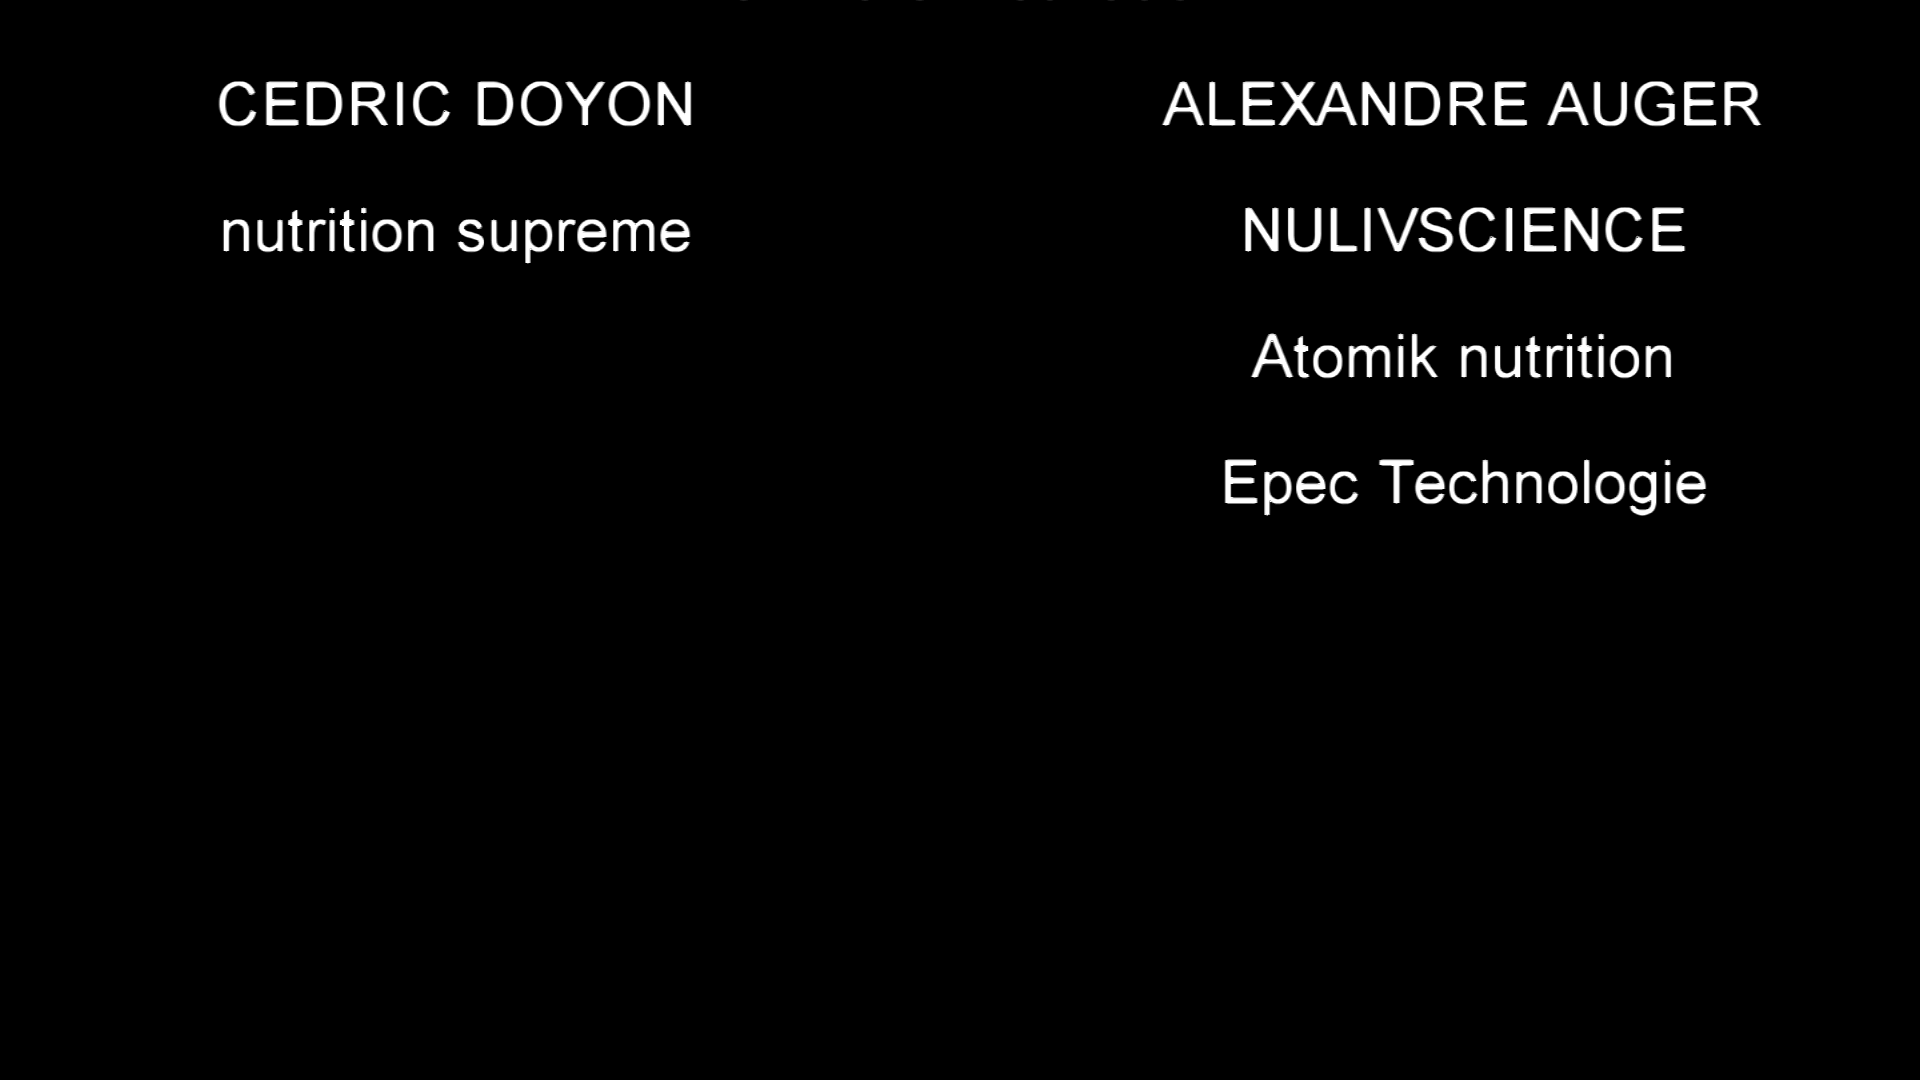 CEDRIC DOYON
ALEXANDRE AUGER
nutrition supreme
NULIVSCIENCE
Atomik nutrition
Epec Technologie